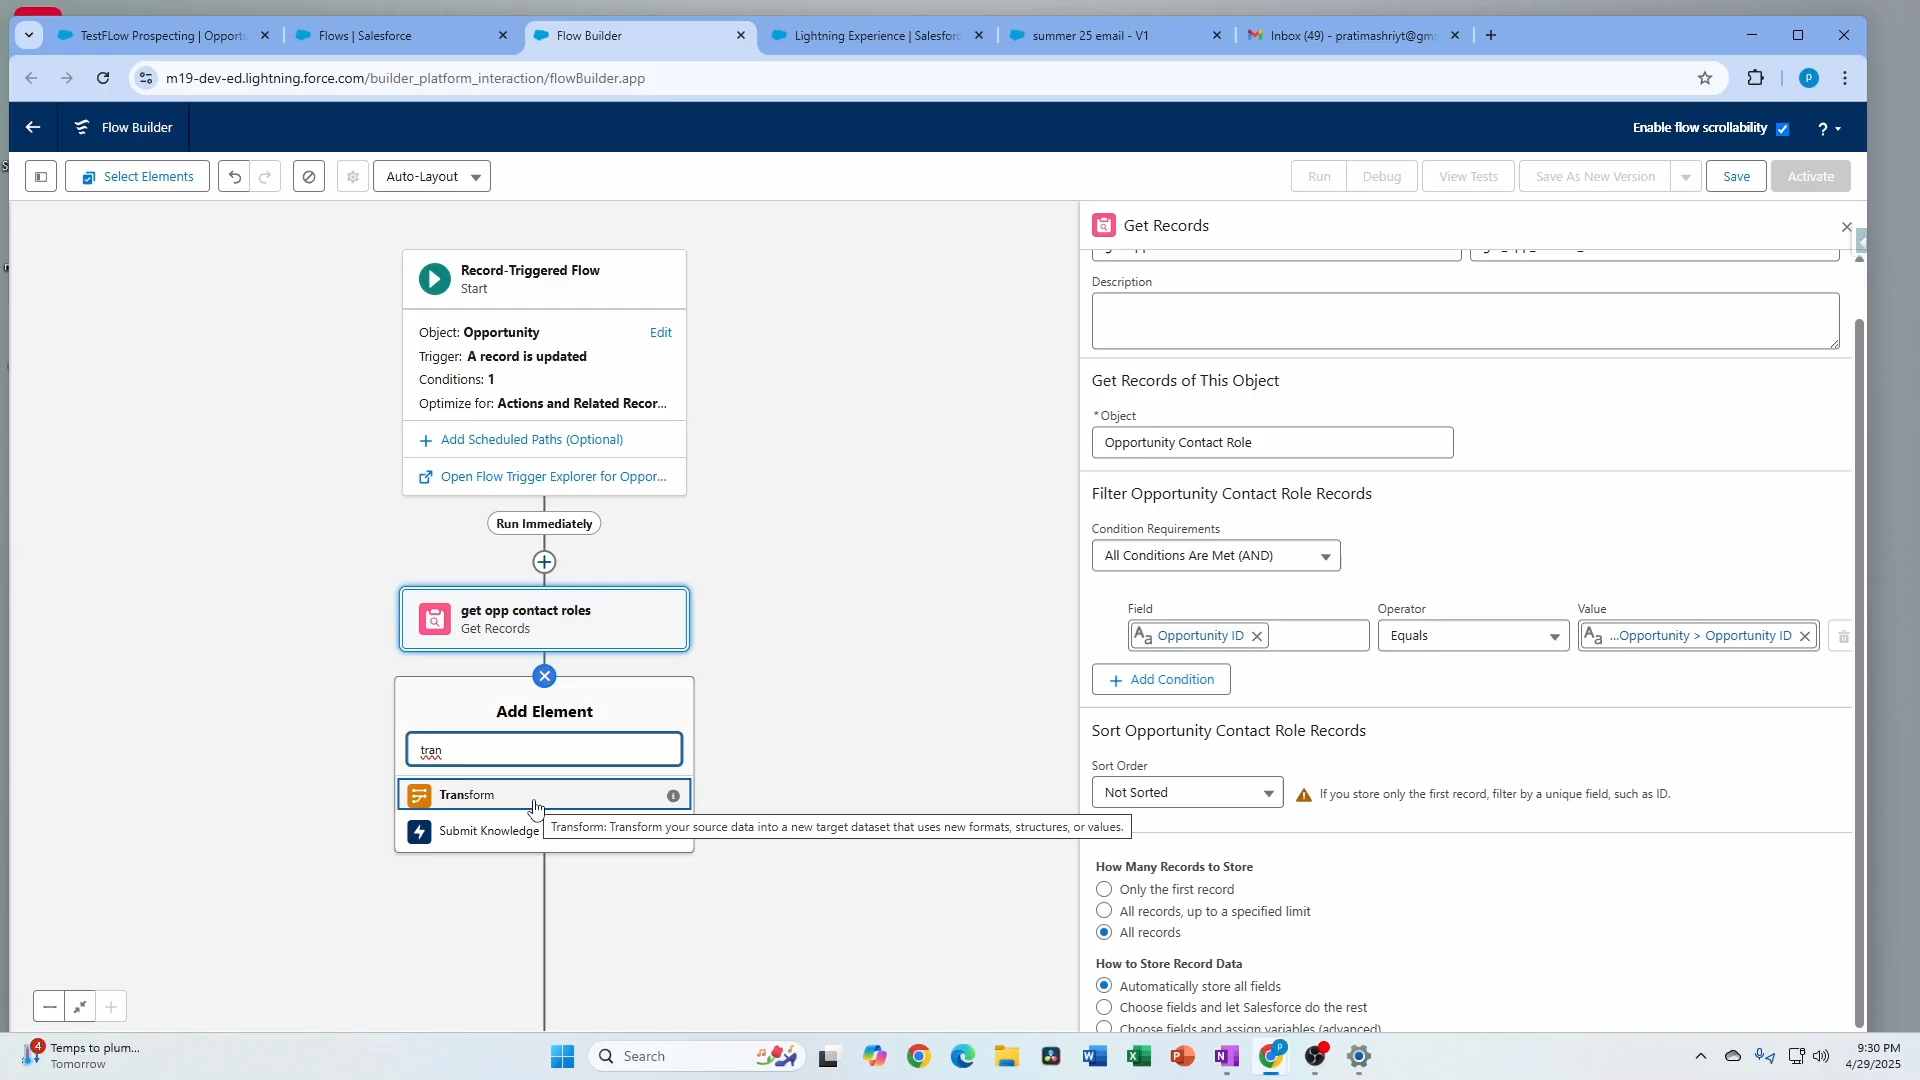 TestFLow Prospecting | Opportu
Flows | Salesforce
Flow Builder
Lightning Experience | Salesforc
summer 25 email - V1
Inbox (49) - pratimashriyt@gma
m19-dev-ed.lightning.force.com/builder_platform_interaction/flowBuilder.app
P
Flow Builder
Enable flow scrollability
?
Select Elements
Auto-Layout
Run
Debug
View Tests
Save As New Version
Save
Activate
Record-Triggered Flow
Start
Object: Opportunity
Edit
Trigger: A record is updated
Conditions: 1
Optimize for: Actions and Related Recor...
Add Scheduled Paths (Optional)
Open Flow Trigger Explorer for Oppor...
Run Immediately
get opp contact roles
Get Records
Add Element
tran
Transform
Submit Knowledge
Transform: Transform your source data into a new target dataset that uses new formats, structures, or values.
Get Records
Description
Get Records of This Object
*Object
Opportunity Contact Role
Filter Opportunity Contact Role Records
Condition Requirements
All Conditions Are Met (AND)
Field
Operator
Value
Aa Opportunity ID
Equals
Aa ...Opportunity > Opportunity ID
Add Condition
Sort Opportunity Contact Role Records
Sort Order
Not Sorted
If you store only the first record, filter by a unique field, such as ID.
How Many Records to Store
Only the first record
All records, up to a specified limit
All records
How to Store Record Data
Automatically store all fields
Choose fields and let Salesforce do the rest
Choose fields and assign variables (advanced)
4
Temps to plum...
Tomorrow
Search
9:30 PM
4/29/2025